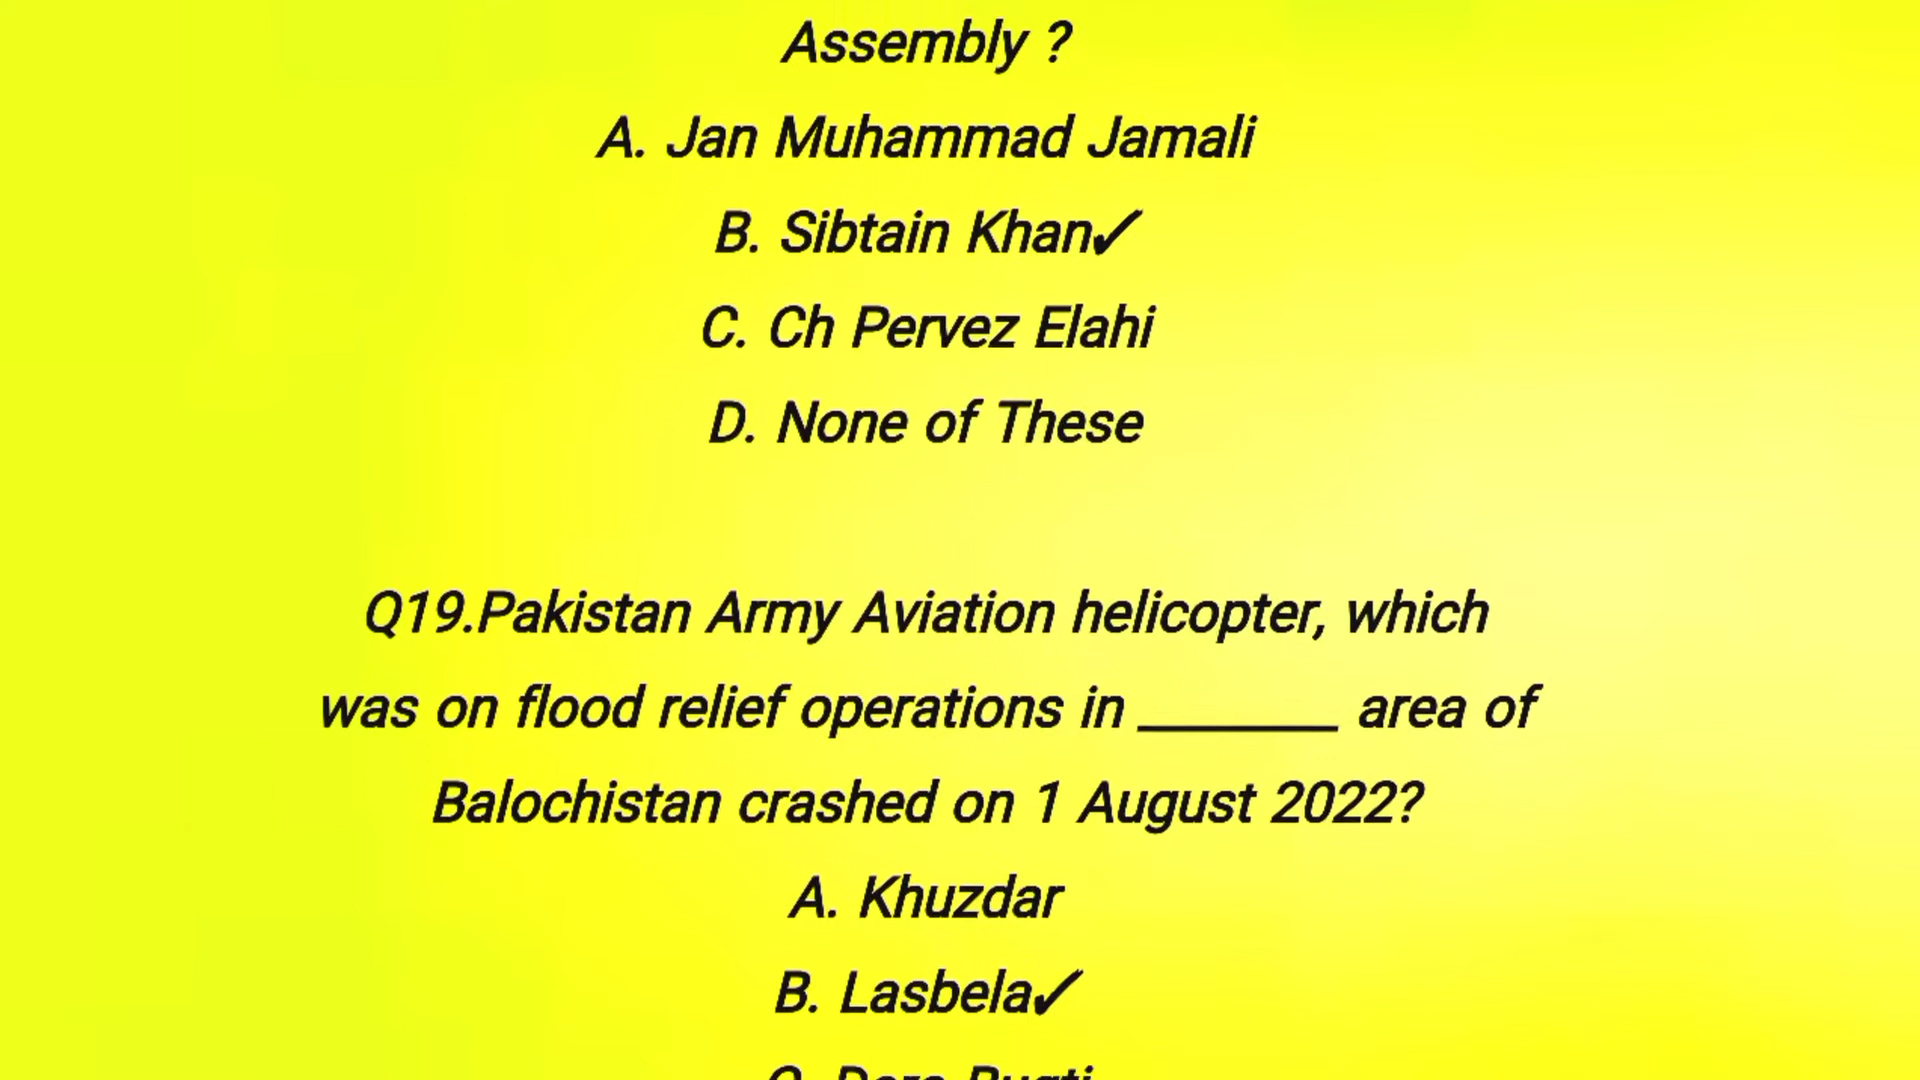 Assembly ?
A. Jan Muhammad Jamali
B. Sibtain Khan✓
C. Ch Pervez Elahi
D. None of These
Q19.Pakistan Army Aviation helicopter, which
was on flood relief operations in ________ area of
Balochistan crashed on 1 August 2022?
A. Khuzdar
B. Lasbela✓
C. Dera Bugti